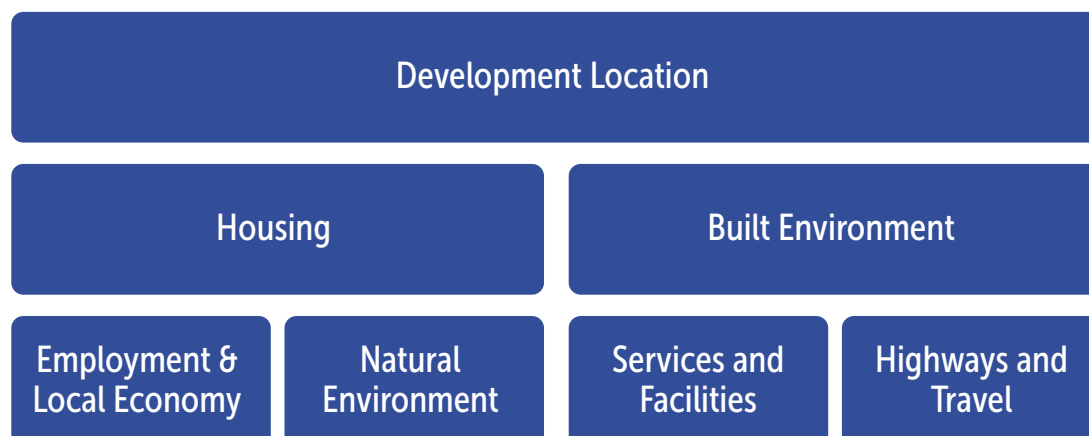 Development Location
Housing
Built Environment
Employment &
Local Economy
Natural
Environment
Services and
Facilities
Highways and
Travel